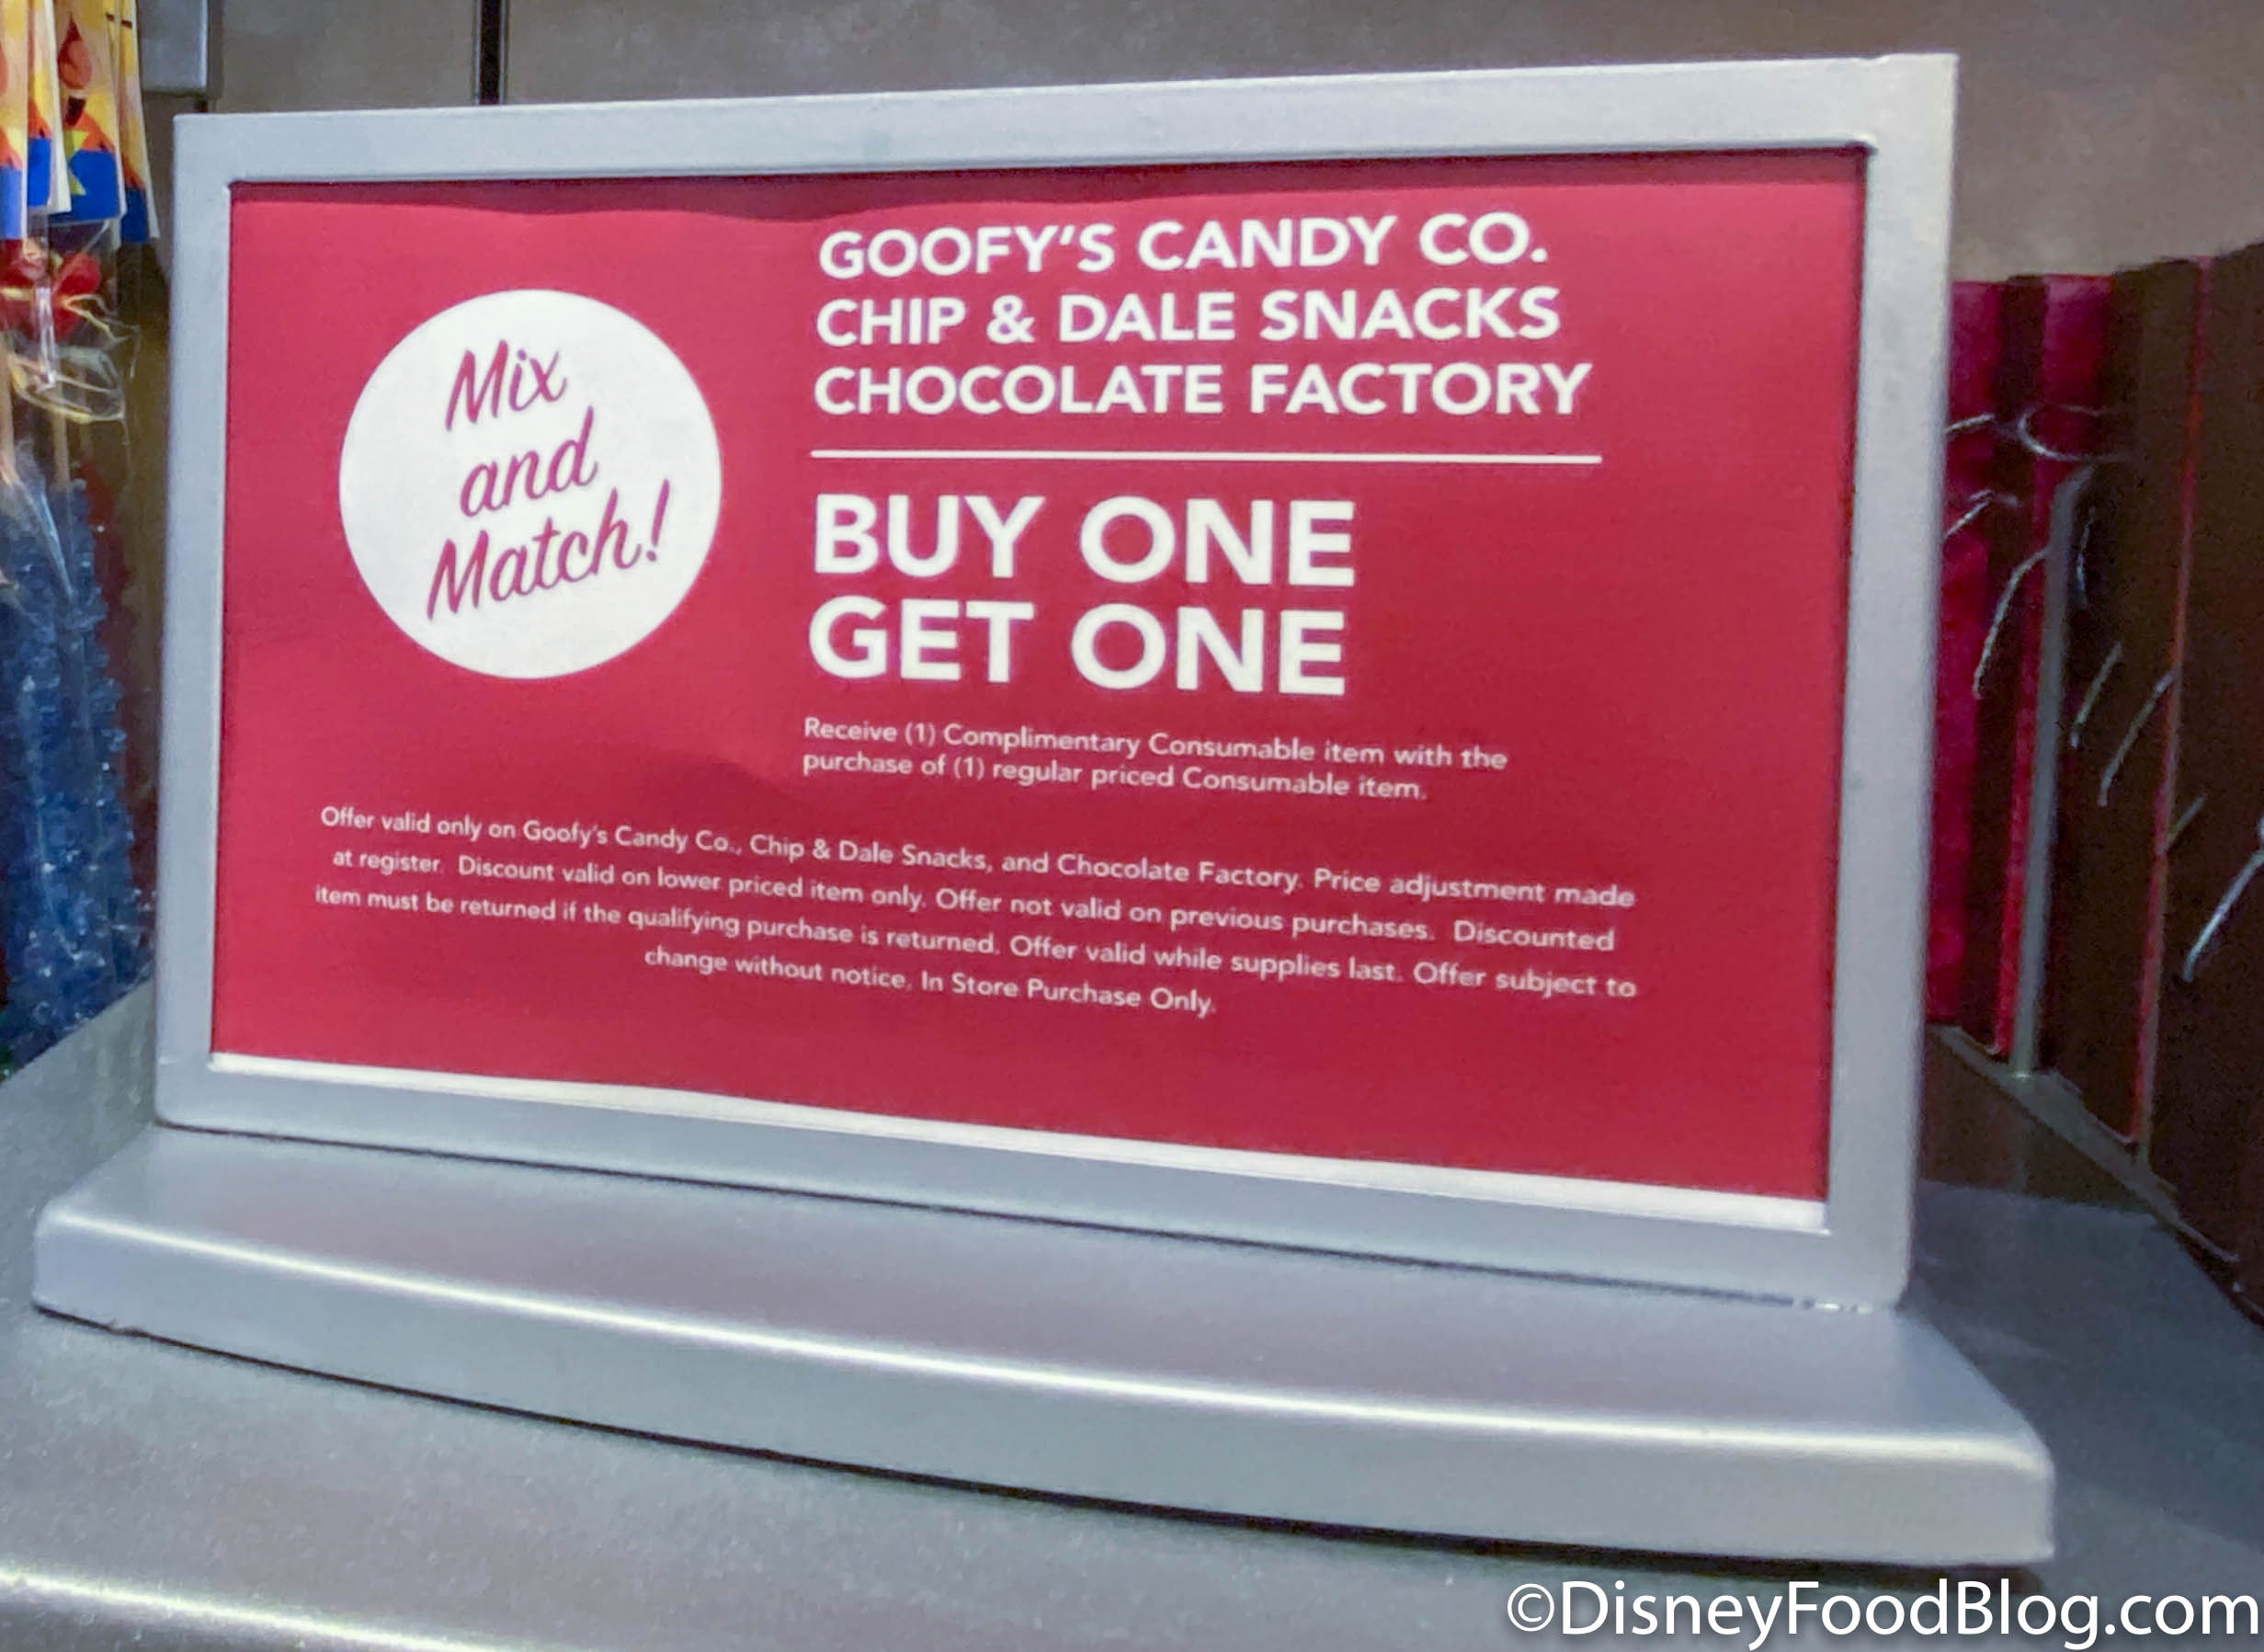 Mix
and
Match!
GOOFY'S CANDY CO.
CHIP & DALE SNACKS
CHOCOLATE FACTORY
BUY ONE
GET ONE
Receive (1) Complimentary Consumable item with the
purchase of (1) regular priced Consumable item.
Offer valid only on Goofy's Candy Co., Chip & Dale Snacks, and Chocolate Factory. Price adjustment made
at register. Discount valid on lower priced item only. Offer not valid on previous purchases. Discounted
item must be returned if the qualifying purchase is returned. Offer valid while supplies last. Offer subject to
change without notice. In Store Purchase Only.
©DisneyFoodBlog.com